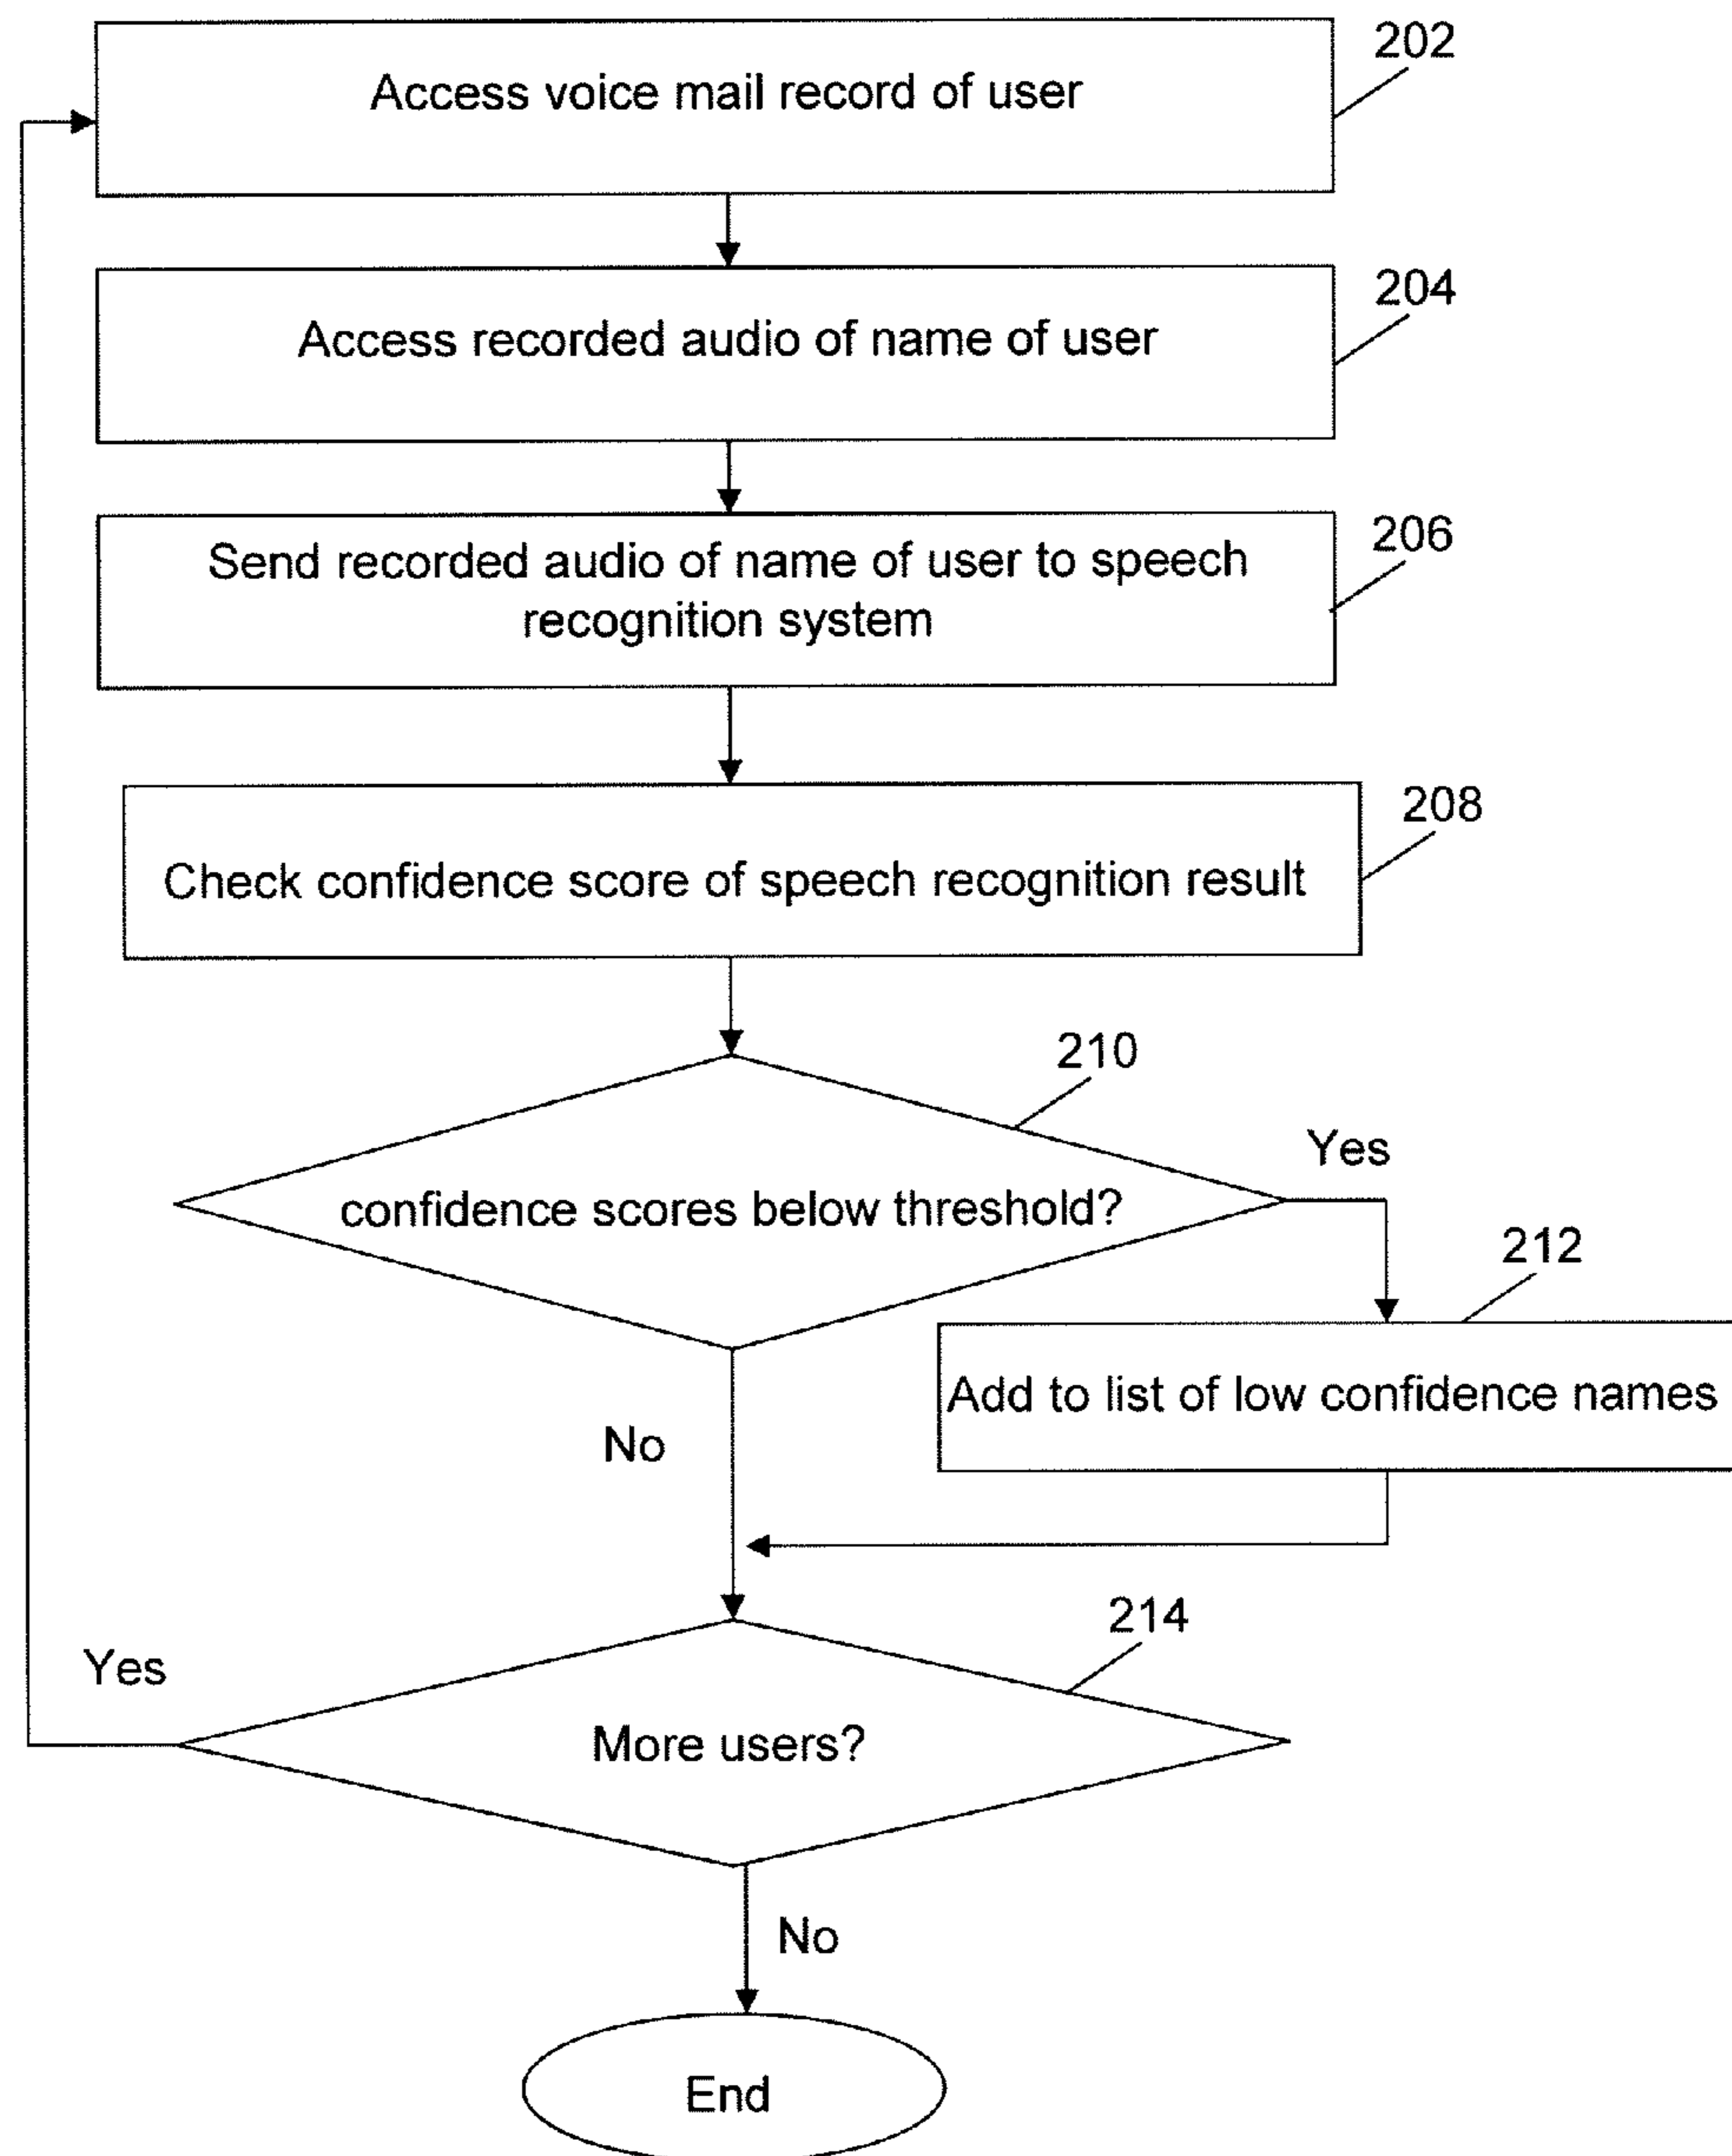 202
Access voice mail record of user
204
Access recorded audio of name of user
206
Send recorded audio of name of user to speech
recognition system
208
Check confidence score of speech recognition result
210
confidence scores below threshold?
Yes
212
Add to list of low confidence names
No
214
Yes
More users?
No
End